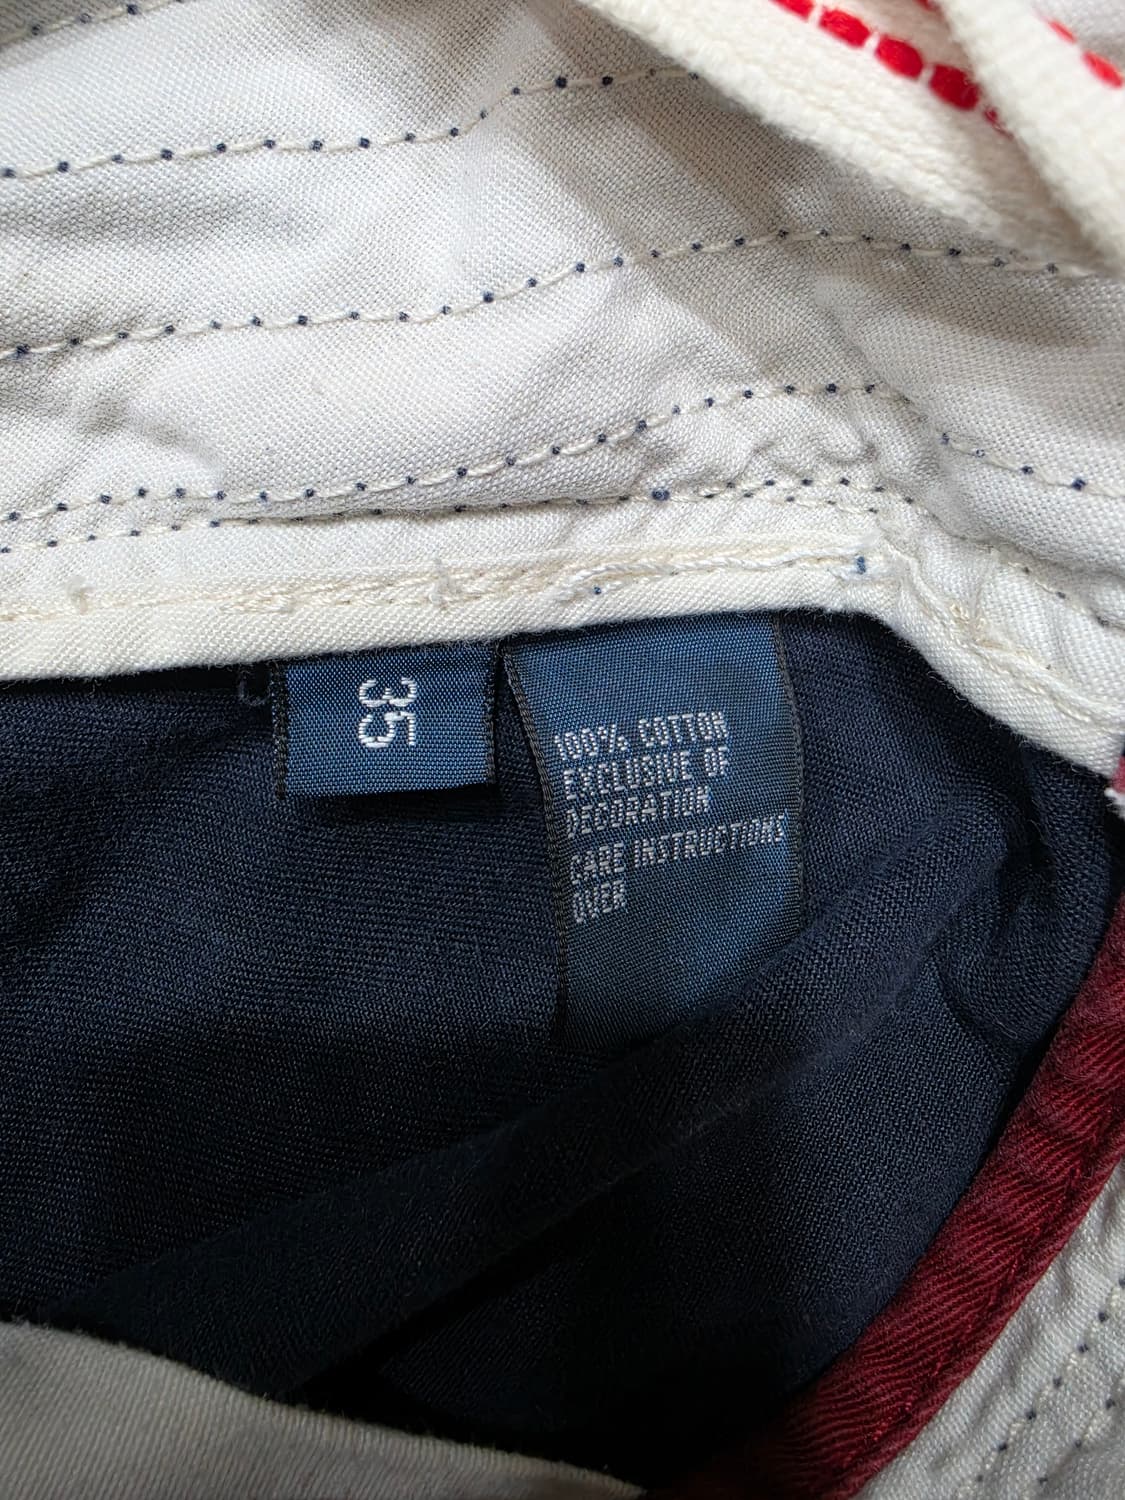 35
100% COTTON
EXCLUSIVE OF
DECORATION
CARE INSTRUCTIONS
OVER